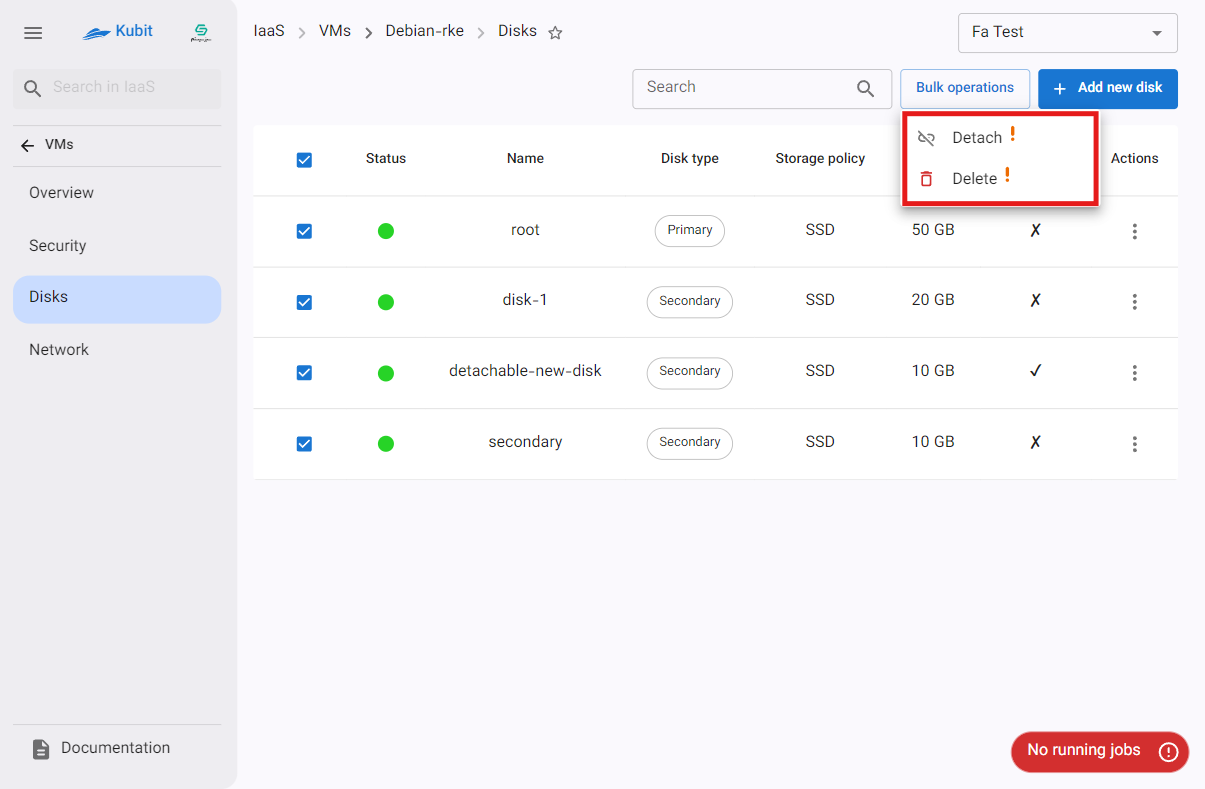 Kubit
IaaS > VMs > Debian-rke > Disks
Fa Test
Search in IaaS
Search
Bulk operations
+ Add new disk
VMs
Detach !
Delete !
Status Name Disk type Storage policy Actions
Overview
Security
Disks
Network
root Primary SSD 50 GB ✗
disk-1 Secondary SSD 20 GB ✗
detachable-new-disk Secondary SSD 10 GB ✓
secondary Secondary SSD 10 GB ✗
Documentation
No running jobs